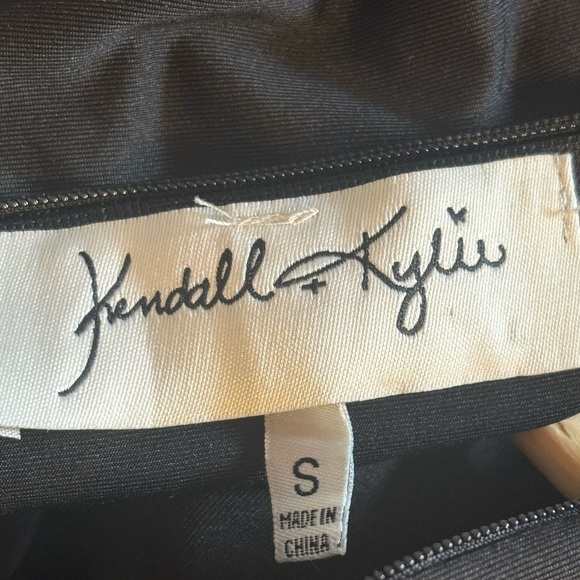 Kendall + Kylie
S
MADE IN
CHINA